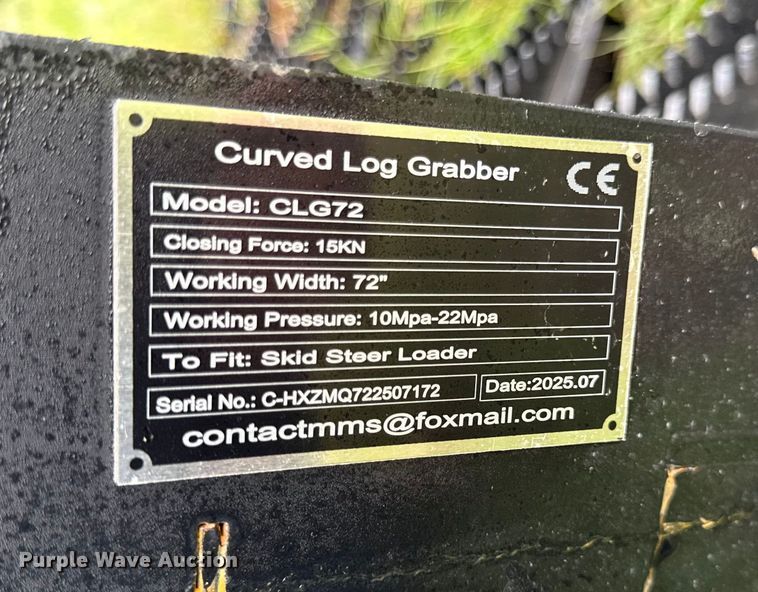 Curved Log Grabber CE
Model: CLG72
Closing Force: 15KN
Working Width: 72"
Working Pressure: 10Mpa-22Mpa
To Fit: Skid Steer Loader
Serial No.: C-HXZMQ722507172 Date:2025.07
contactmms@foxmail.com
Purple Wave Auction